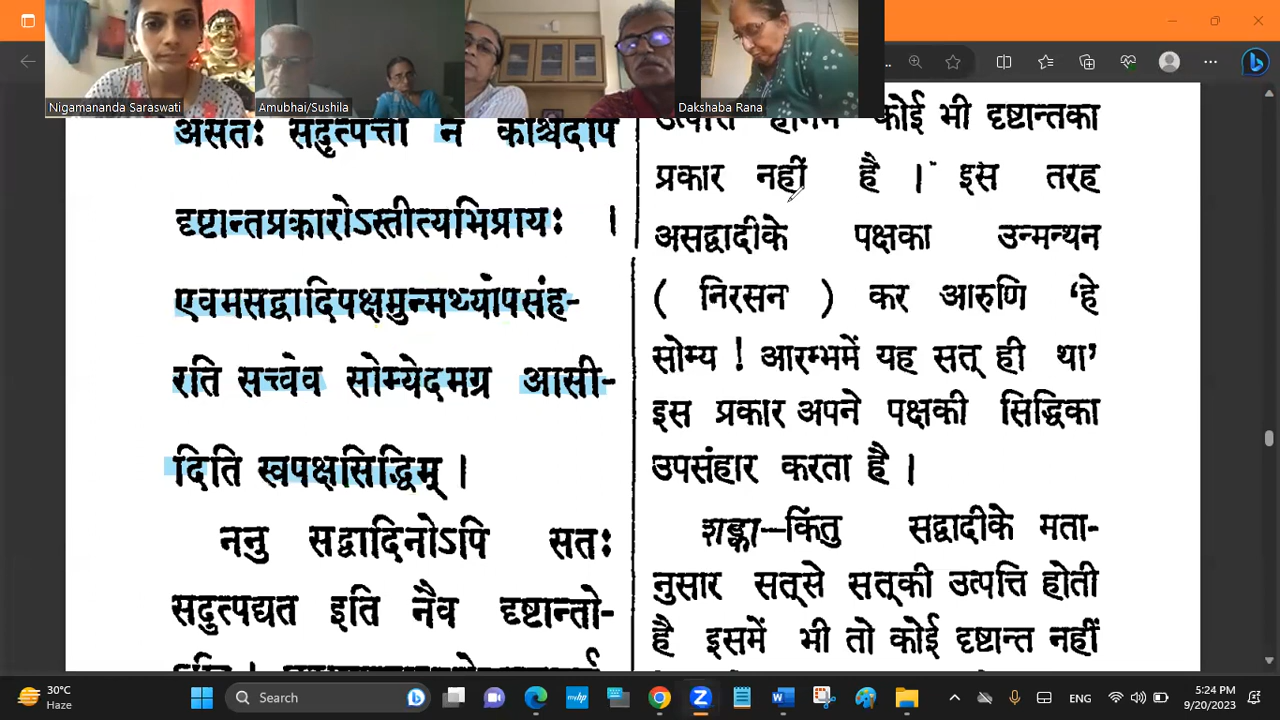 Nigamananda Saraswati
Amubhai/Sushila
Dakshaba Rana
असतः सदुत्पत्तौ न कश्चिदपि
दृष्टान्तप्रकारोऽस्तीत्यभिप्रायः ।
एवमसद्वादिपक्षमुन्मथ्योपसंह-
रति सत्त्वेव सोम्येदमग्र आसी-
दिति स्वपक्षसिद्धिम् ।
ननु सद्वादिनोऽपि सतः
सदुत्पद्यत इति नैव दृष्टान्तो-
उत्पत्ति होनेमें कोई भी दृष्टान्तका
प्रकार नहीं है । इस तरह
असद्वादीके पक्षका उन्मन्थन
( निरसन ) कर आरुणि ‘हे
सोम्य ! आरम्भमें यह सत् ही था’
इस प्रकार अपने पक्षकी सिद्धिका
उपसंहार करता है ।
शङ्का—किंतु सद्वादीके मता-
नुसार सत्से सत्की उत्पत्ति होती
है इसमें भी तो कोई दृष्टान्त नहीं
30°C
Haze
Search
ENG
5:24 PM
9/20/2023